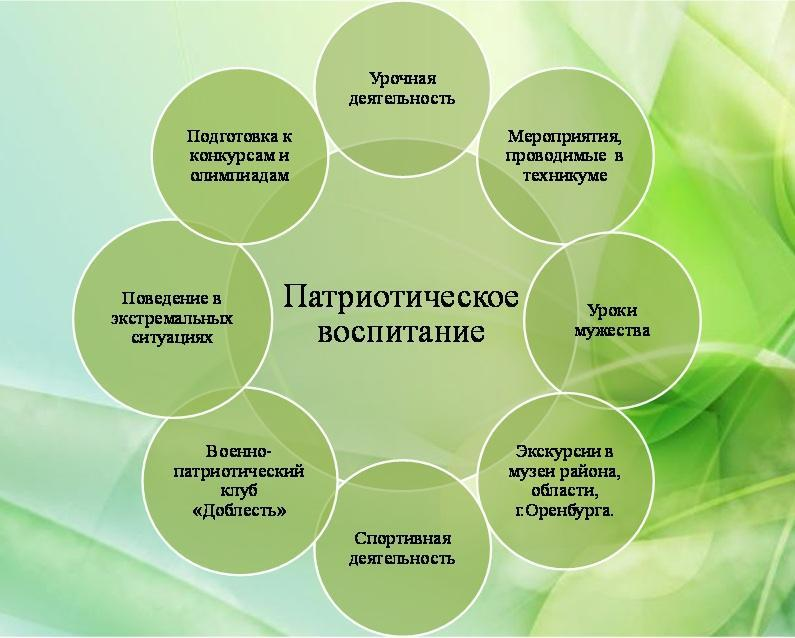 Урочная
деятельность
Мероприятия,
проводимые в
техникуме
Уроки
мужества
Экскурсии в
музеи района,
области,
г.Оренбурга.
Спортивная
деятельность
Военно-
патриотический
клуб
«Доблесть»
Поведение в
экстремальных
ситуациях
Подготовка к
конкурсам и
олимпиадам
Патриотическое
воспитание